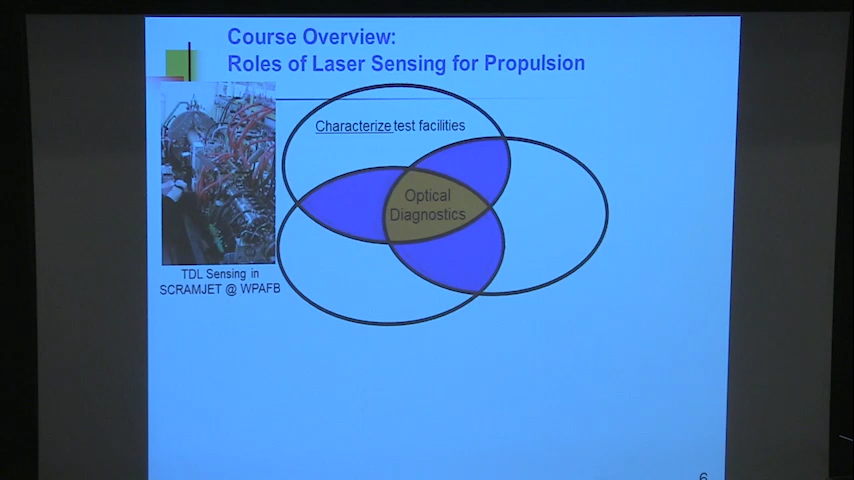 Course Overview:
Roles of Laser Sensing for Propulsion
Characterize test facilities
Optical
Diagnostics
TDL Sensing in
SCRAMJET @ WPAFB
6